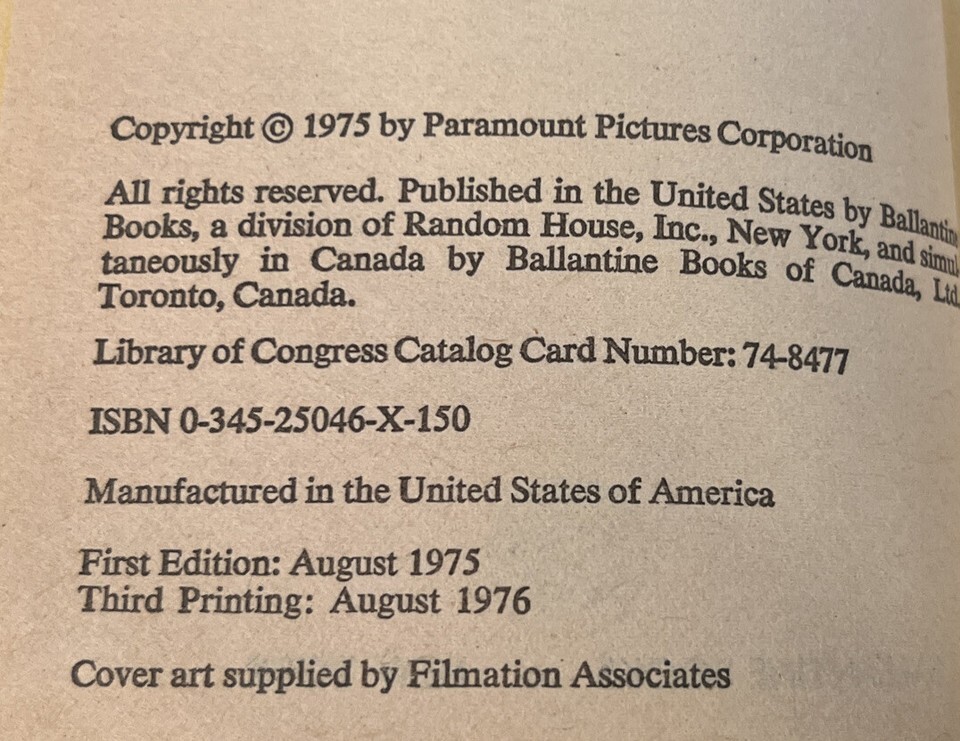 Copyright © 1975 by Paramount Pictures Corporation
All rights reserved. Published in the United States by Ballantin
Books, a division of Random House, Inc., New York, and simul
taneously in Canada by Ballantine Books of Canada, Ltd.
Toronto, Canada.
Library of Congress Catalog Card Number: 74-8477
ISBN 0-345-25046-X-150
Manufactured in the United States of America
First Edition: August 1975
Third Printing: August 1976
Cover art supplied by Filmation Associates